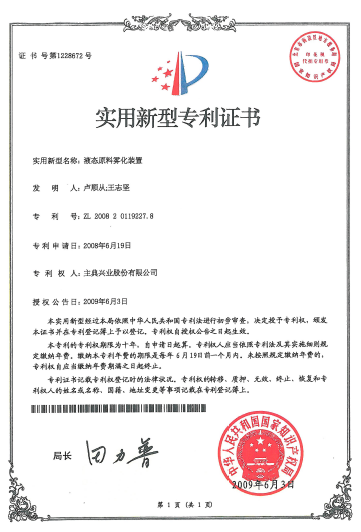 证 书 号 第1228672号
实用新型专利证书
实用新型名称：液态原料雾化装置
发 明 人：卢顺从;王志坚
专 利 号：ZL 2008 2 0119227.8
专利申请日：2008年6月19日
专 利 权 人：主典兴业股份有限公司
授权公告日：2009年6月3日
本实用新型经过本局依照中华人民共和国专利法进行初步审查，决定授予专利权，颁发
本证书并在专利登记簿上予以登记。专利权自授权公告之日起生效。
本专利的专利权期限为十年，自申请日起算。专利权人应当依照专利法及其实施细则规
定缴纳年费。缴纳本专利年费的期限是每年 6月19日前一个月内。未按照规定缴纳年费的，
专利权自应当缴纳年费期满之日起终止。
专利证书记载专利权登记时的法律状况。专利权的转移、质押、无效、终止、恢复和专
利权人的姓名或名称、国籍、地址变更等事项记载在专利登记簿上。
局长 田力普
中华人民共和国国家知识产权局
2009年6月3日
第 1 页（共 1 页）